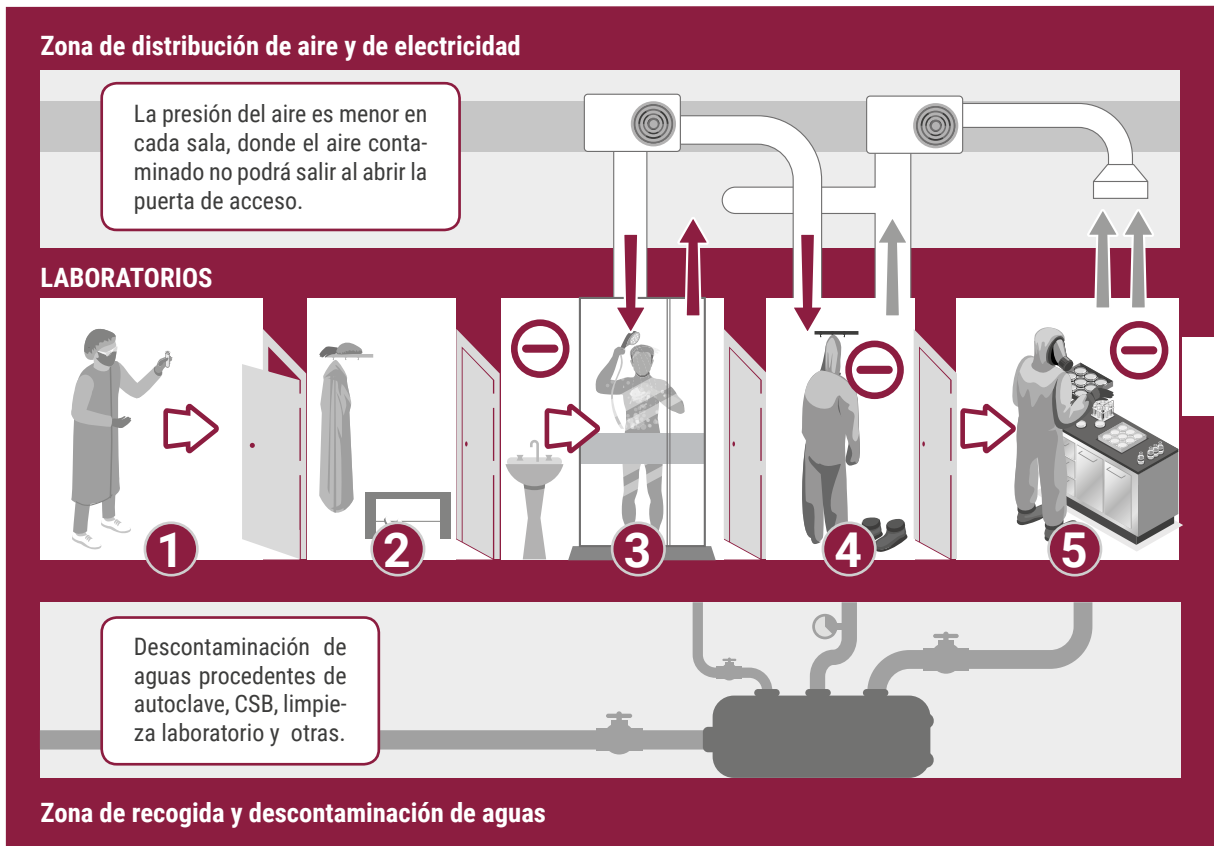 Zona de distribución de aire y de electricidad
La presión del aire es menor en
cada sala, donde el aire conta-
minado no podrá salir al abrir la
puerta de acceso.
LABORATORIOS
1
2
3
4
5
Descontaminación de
aguas procedentes de
autoclave, CSB, limpie-
za laboratorio y otras.
Zona de recogida y descontaminación de aguas